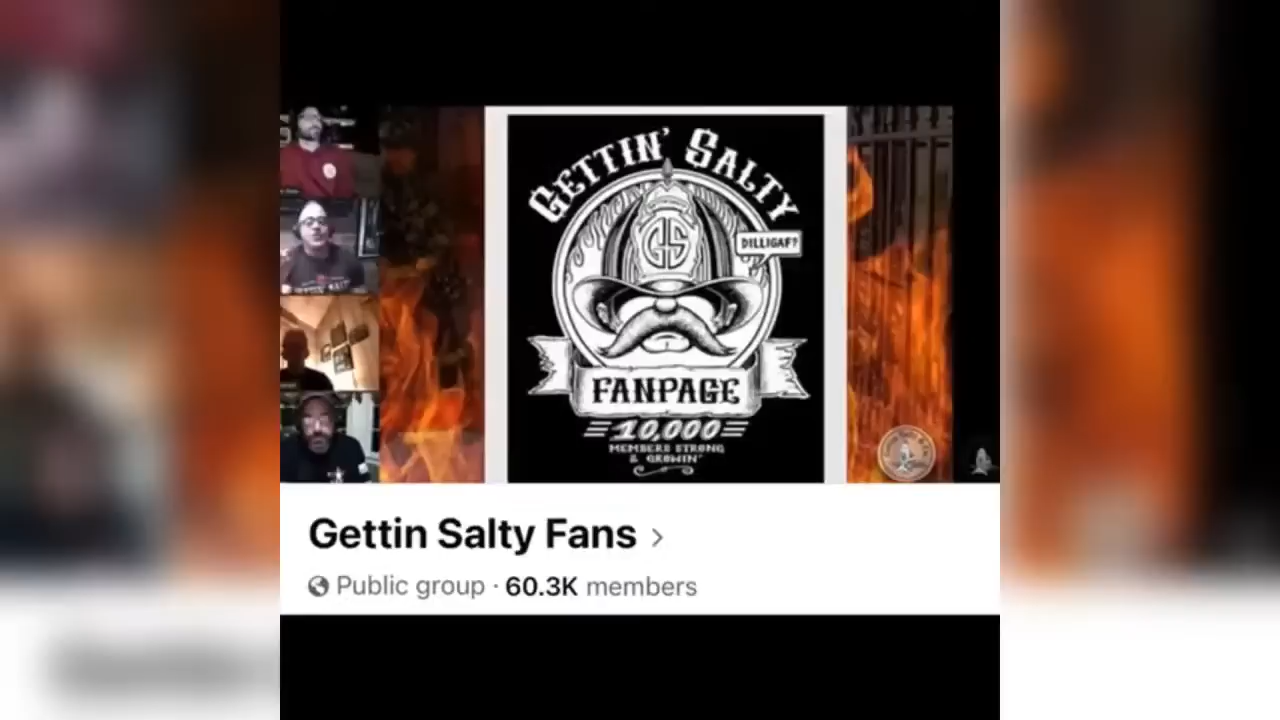 GETTIN' SALTY
GS
DILLIGAF?
FANPAGE
10,000
MEMBERS STRONG
& GROWIN'
Gettin Salty Fans
Public group · 60.3K members